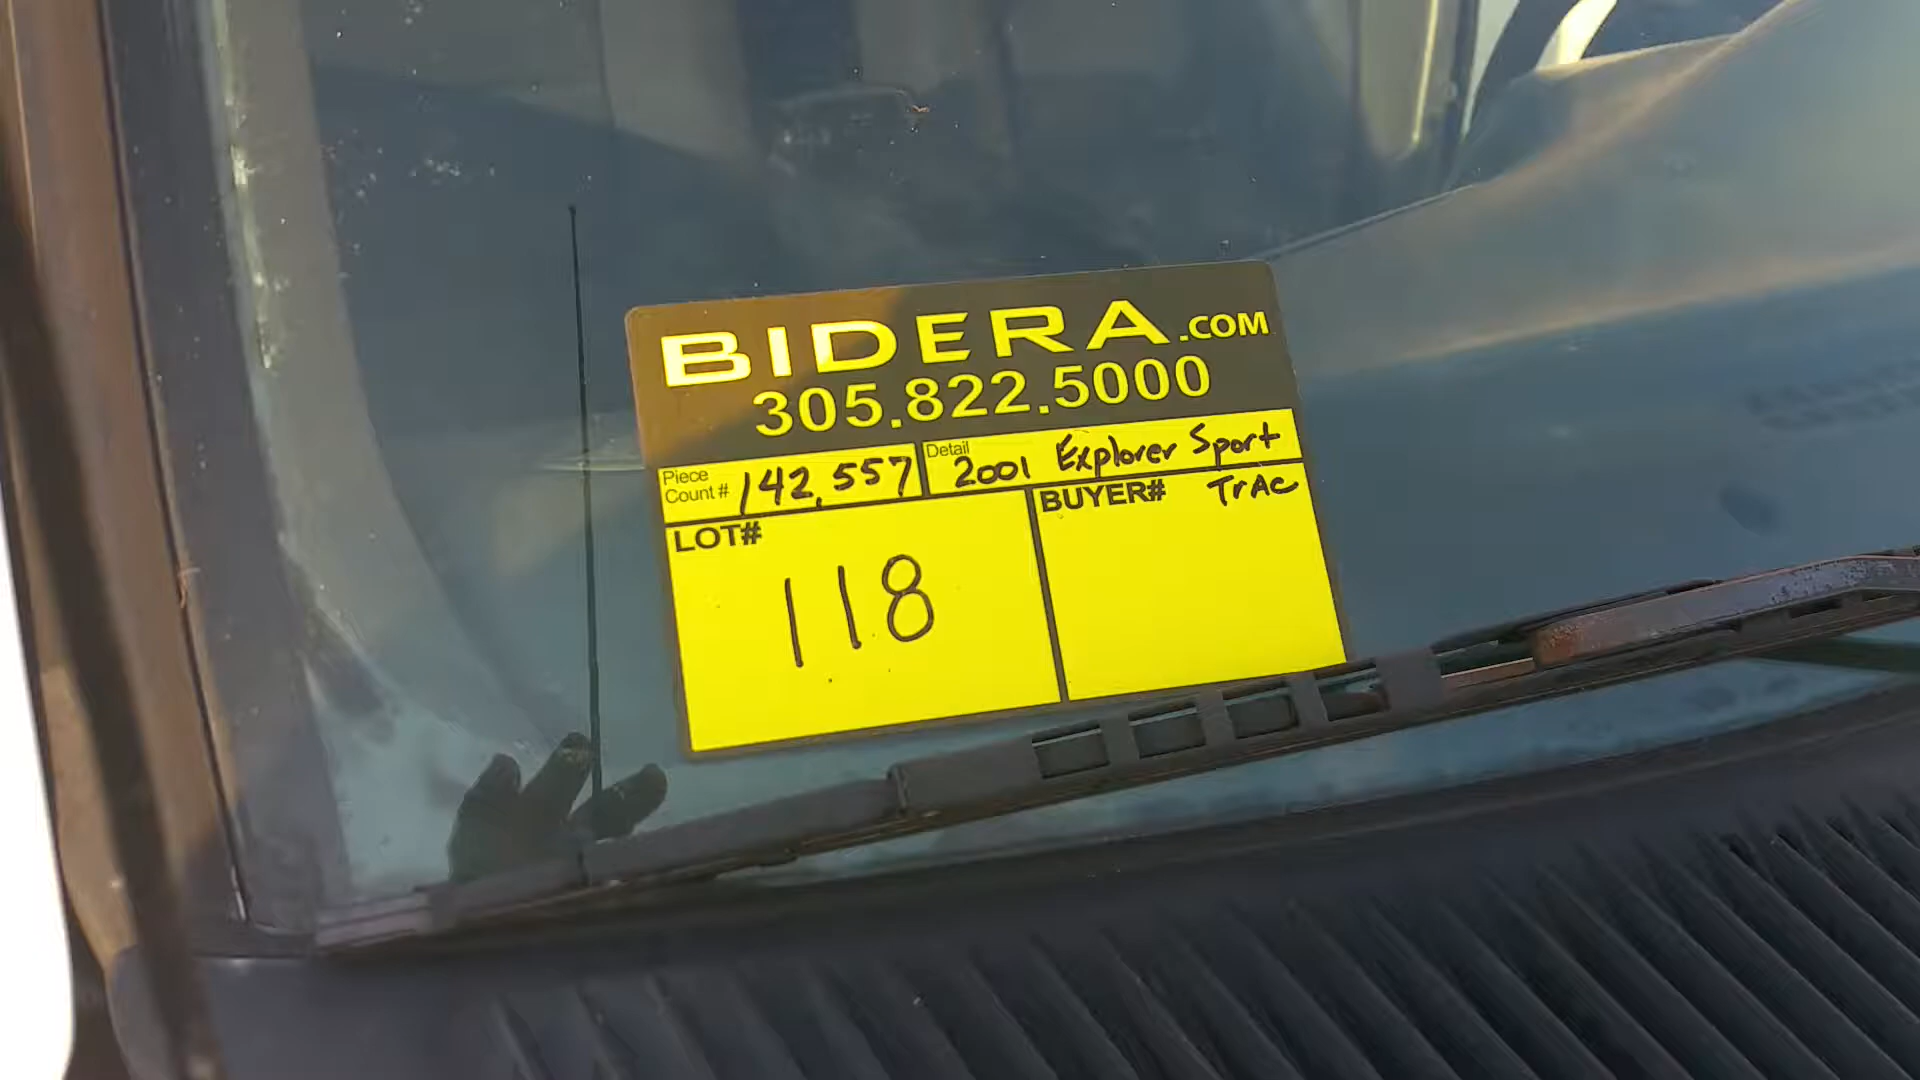 BIDERA.COM
305.822.5000
Piece Count # 142,557
Detail 2001 Explorer Sport TrAc
LOT# 118
BUYER#